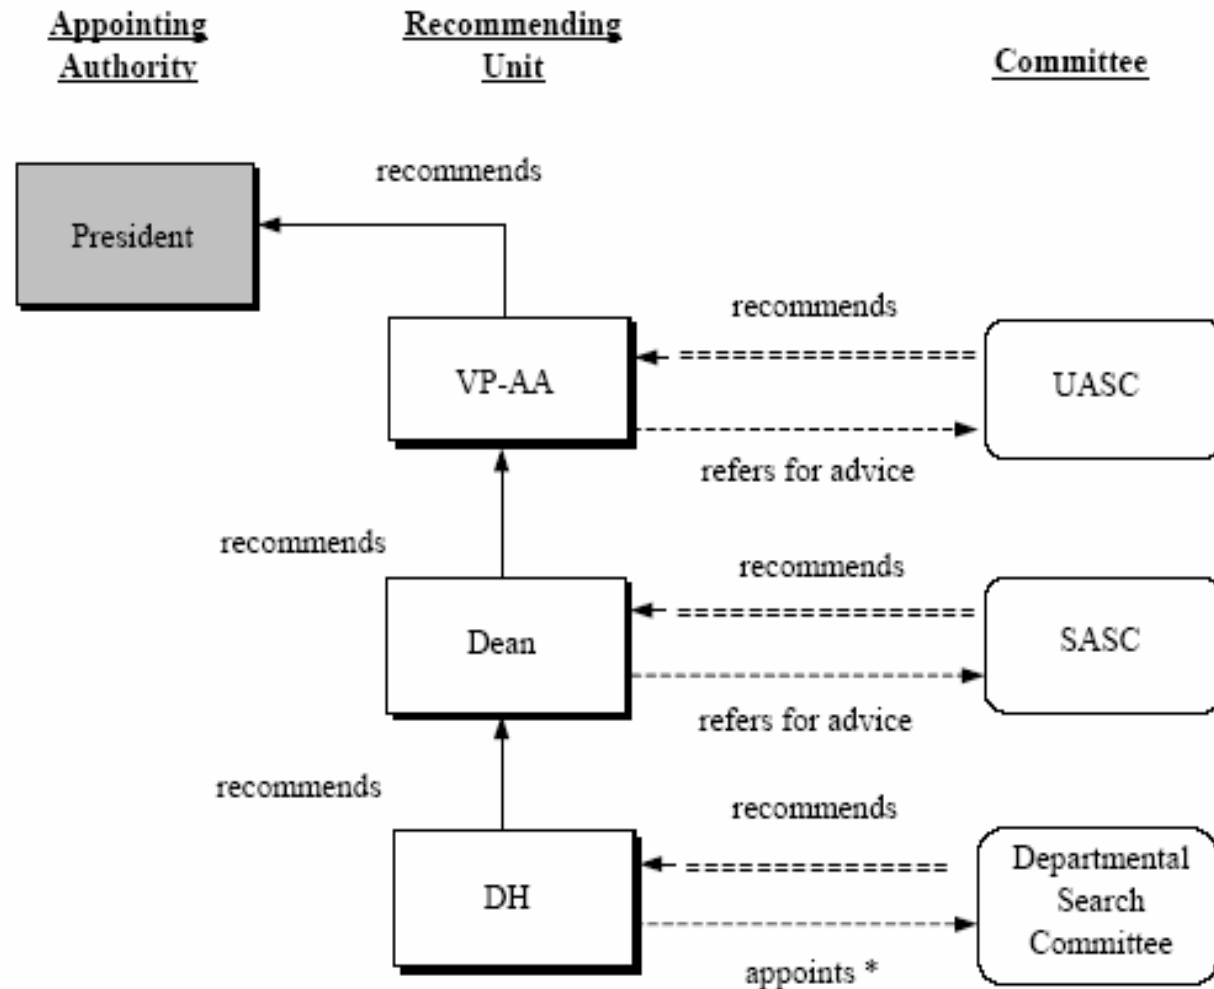 Appointing
Authority
Recommending
Unit
Committee
recommends
President
recommends
VP-AA
UASC
refers for advice
recommends
recommends
Dean
SASC
refers for advice
recommends
recommends
DH
Departmental
Search
Committee
appoints *